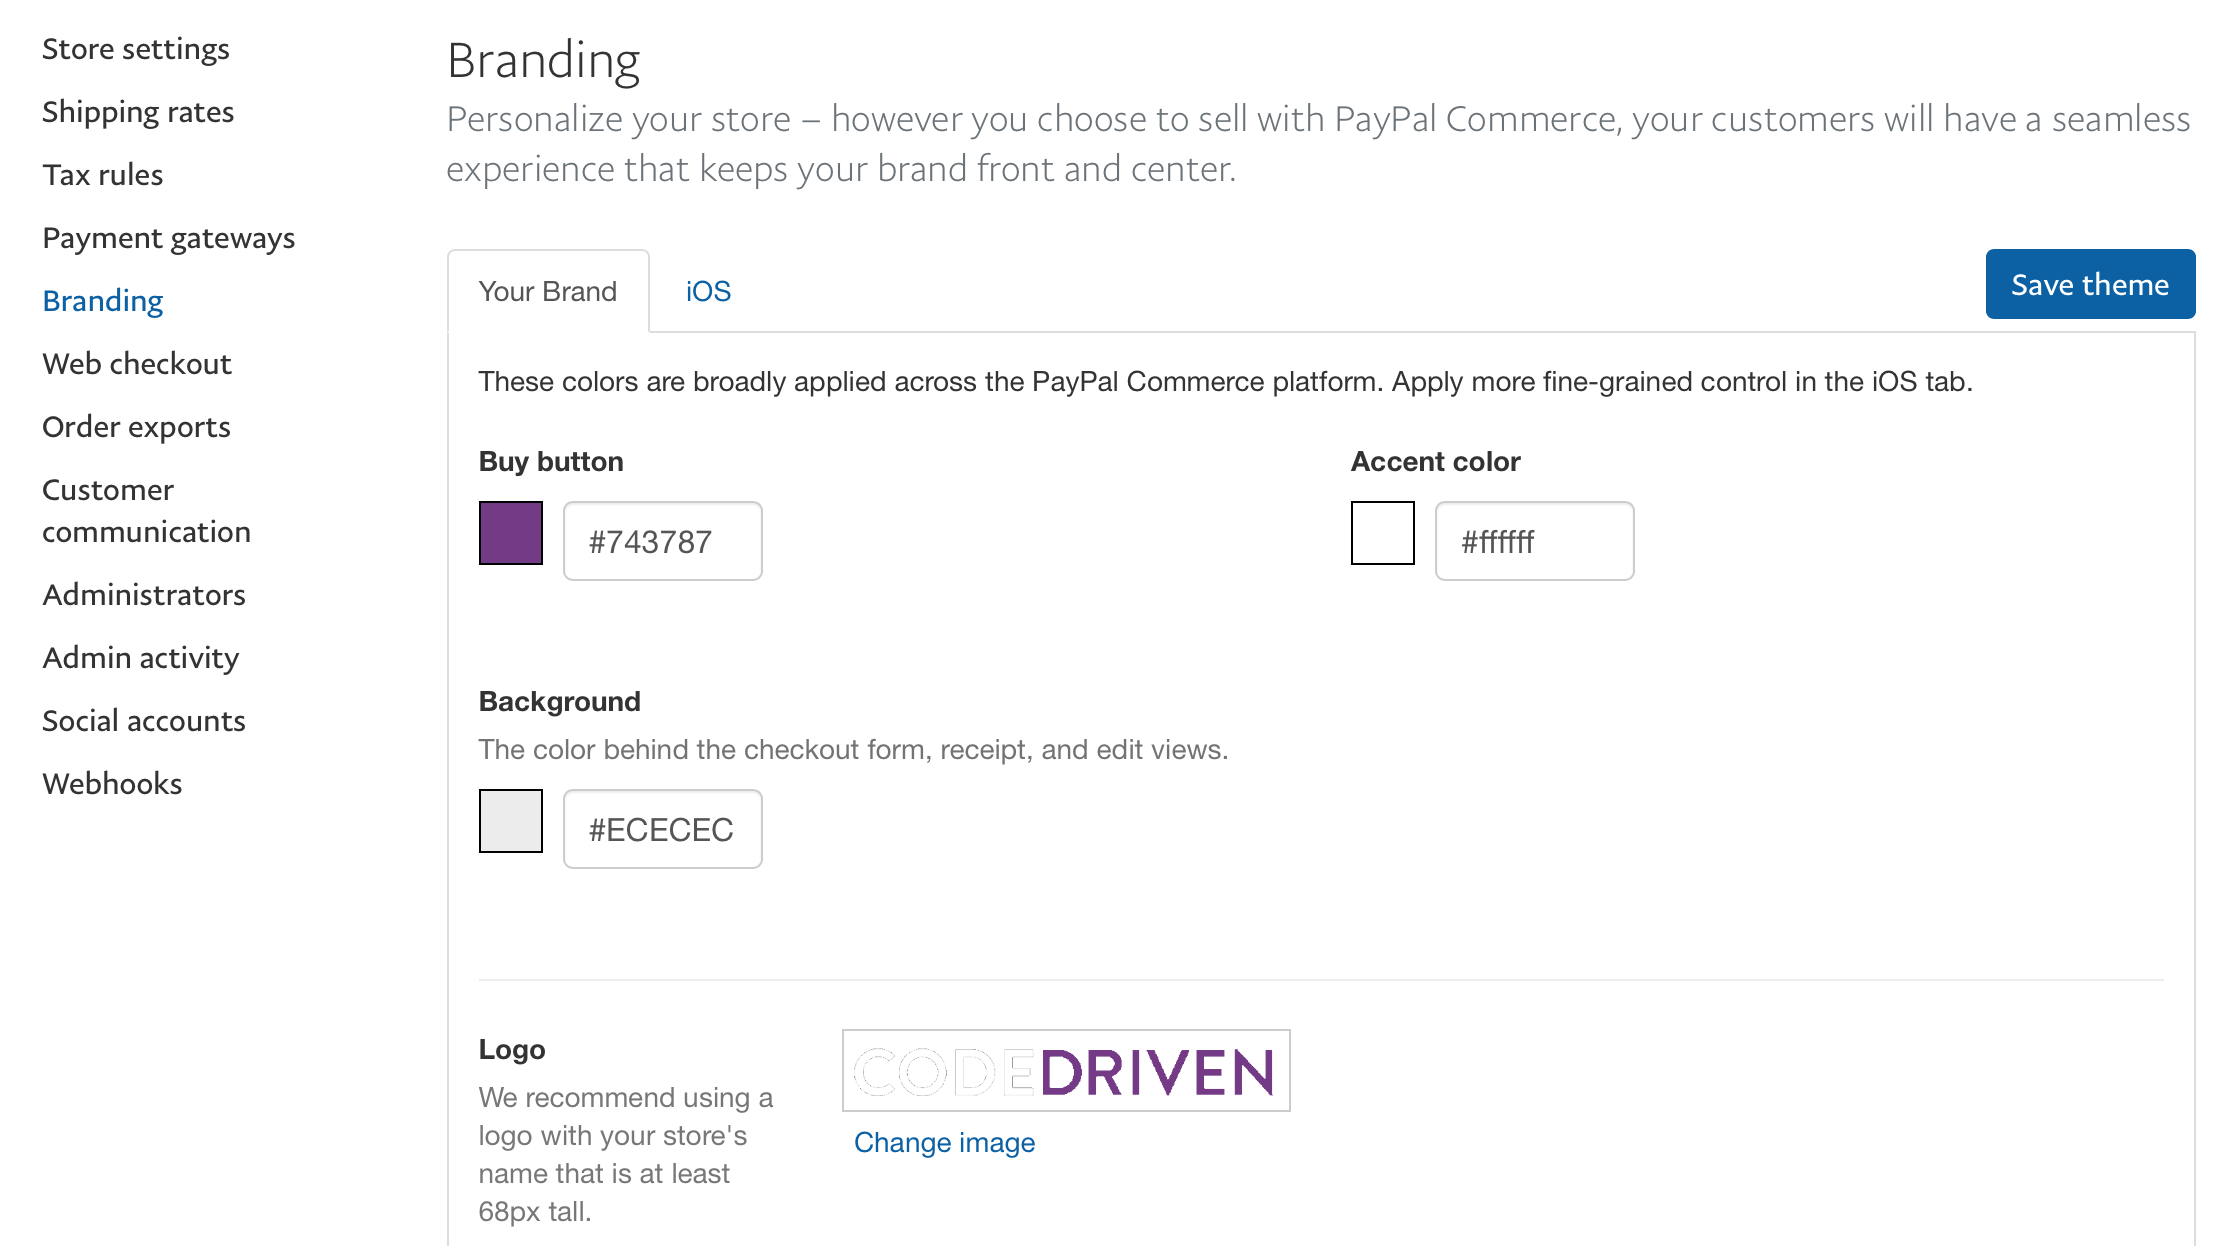 Store settings
Shipping rates
Tax rules
Payment gateways
Branding
Web checkout
Order exports
Customer
communication
Administrators
Admin activity
Social accounts
Webhooks
Branding
Personalize your store – however you choose to sell with PayPal Commerce, your customers will have a seamless
experience that keeps your brand front and center.
Your Brand
iOS
Save theme
These colors are broadly applied across the PayPal Commerce platform. Apply more fine-grained control in the iOS tab.
Buy button
#743787
Accent color
#ffffff
Background
The color behind the checkout form, receipt, and edit views.
#ECECEC
Logo
We recommend using a
logo with your store's
name that is at least
68px tall.
CODEDRIVEN
Change image